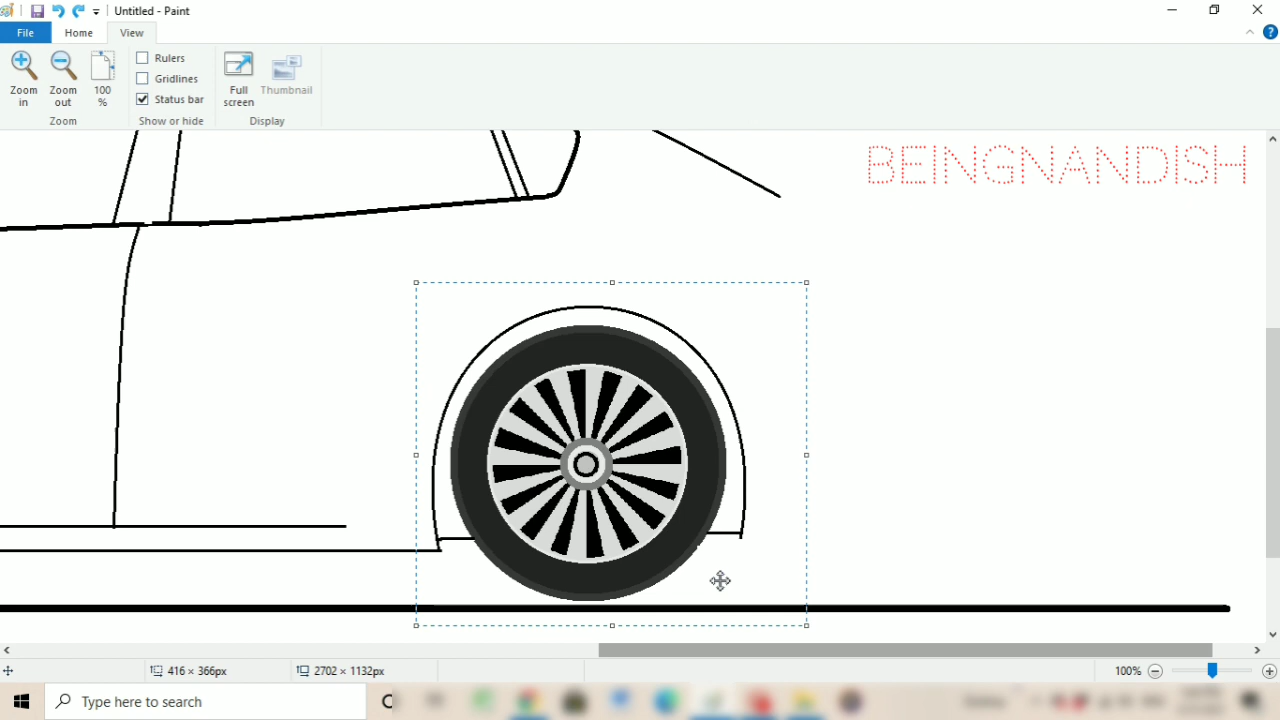 Untitled - Paint
File Home View
Zoom in
Zoom out
100 %
Rulers
Gridlines
Status bar
Full screen
Thumbnail
Zoom
Show or hide
Display
BEINGNANDISH
416 × 366px
2702 × 1132px
100%
Type here to search